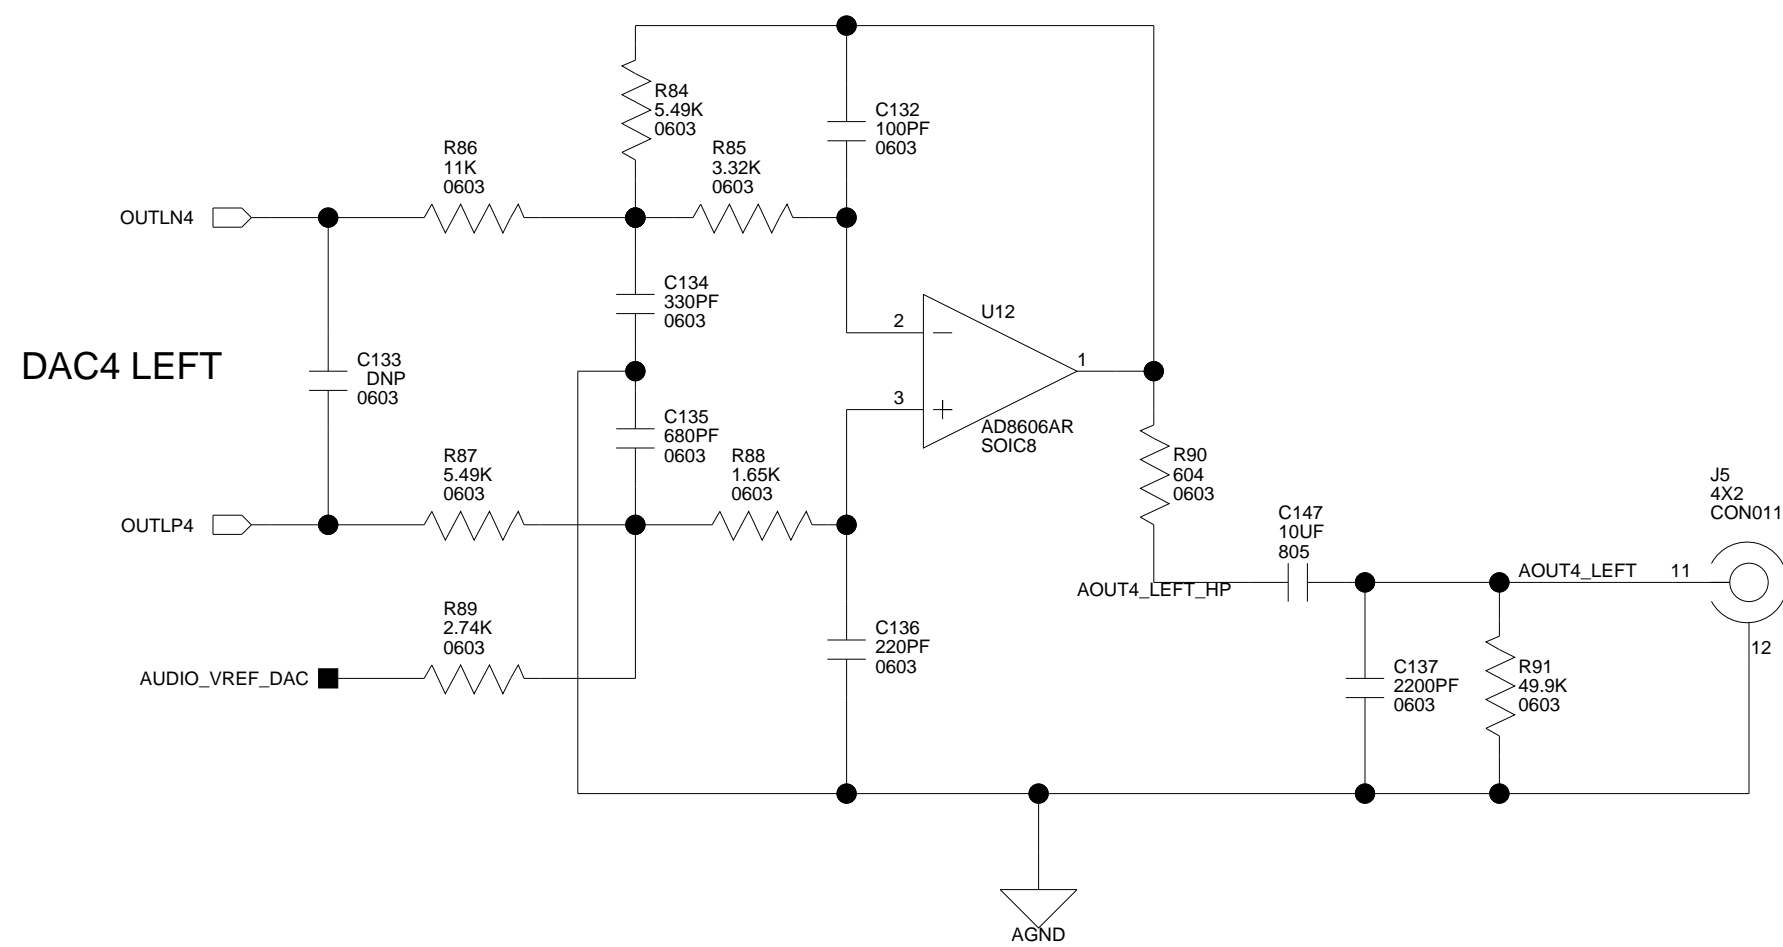 R84
5.49K
0603
C132
100PF
0603
R86
11K
0603
R85
3.32K
0603
OUTLN4
C134
330PF
0603
U12
2
DAC4 LEFT
C133
DNP
0603
1
3
C135
680PF
0603
AD8606AR
SOIC8
R87
5.49K
0603
R88
1.65K
0603
R90
604
0603
J5
4X2
CON011
OUTLP4
C147
10UF
805
AOUT4_LEFT
11
AOUT4_LEFT_HP
R89
2.74K
0603
C136
220PF
0603
12
AUDIO_VREF_DAC
C137
2200PF
0603
R91
49.9K
0603
AGND